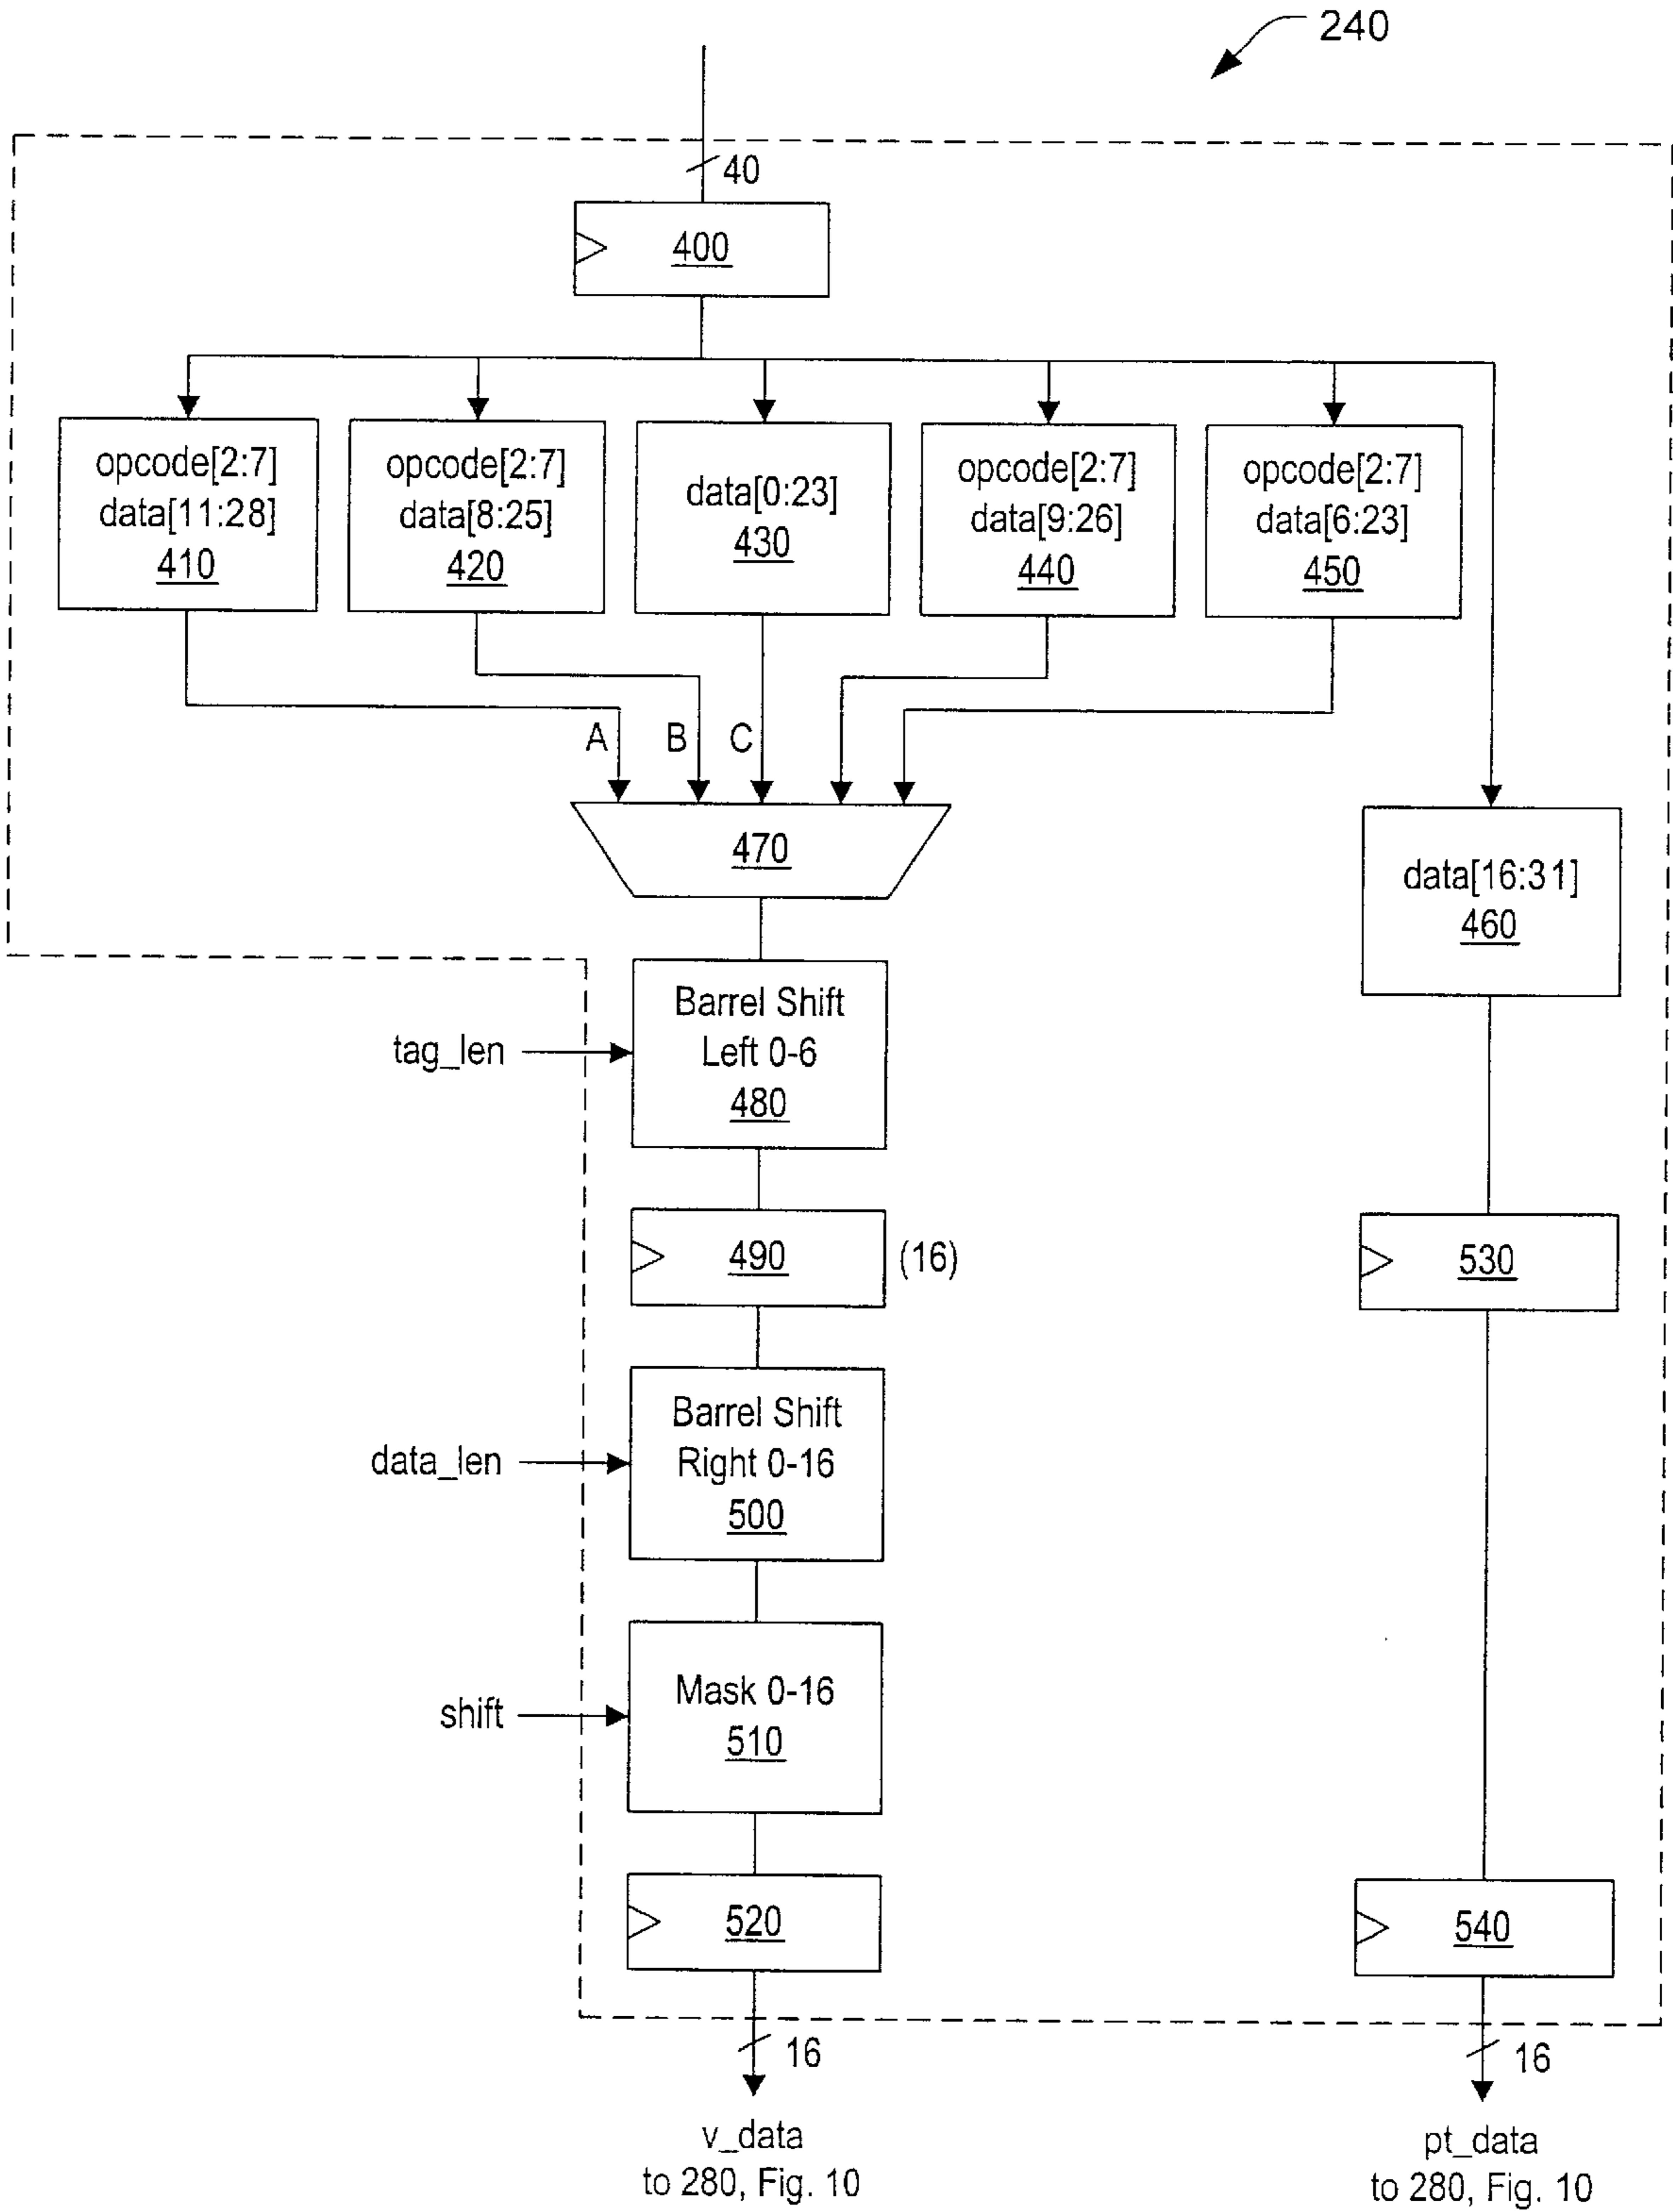 240
40
400
opcode[2:7]
data[11:28]
410
opcode[2:7]
data[8:25]
420
data[0:23]
430
opcode[2:7]
data[9:26]
440
opcode[2:7]
data[6:23]
450
A
B
C
470
data[16:31]
460
Barrel Shift
Left 0-6
480
tag_len
490
(16)
530
Barrel Shift
Right 0-16
500
data_len
Mask 0-16
510
shift
520
540
16
16
v_data
to 280, Fig. 10
pt_data
to 280, Fig. 10